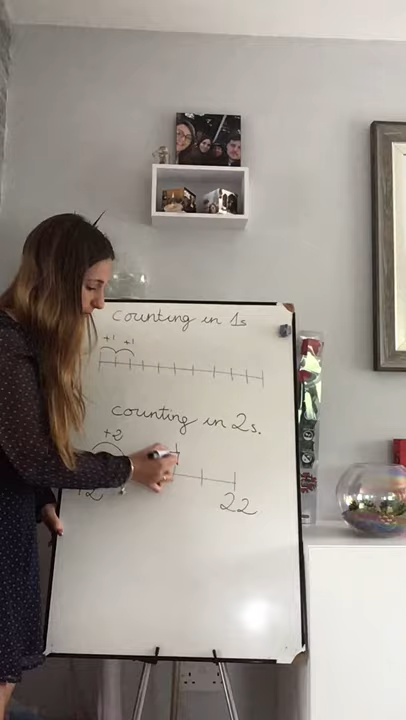 counting in 1s
+1 +1
counting in 2s.
+2
12
22